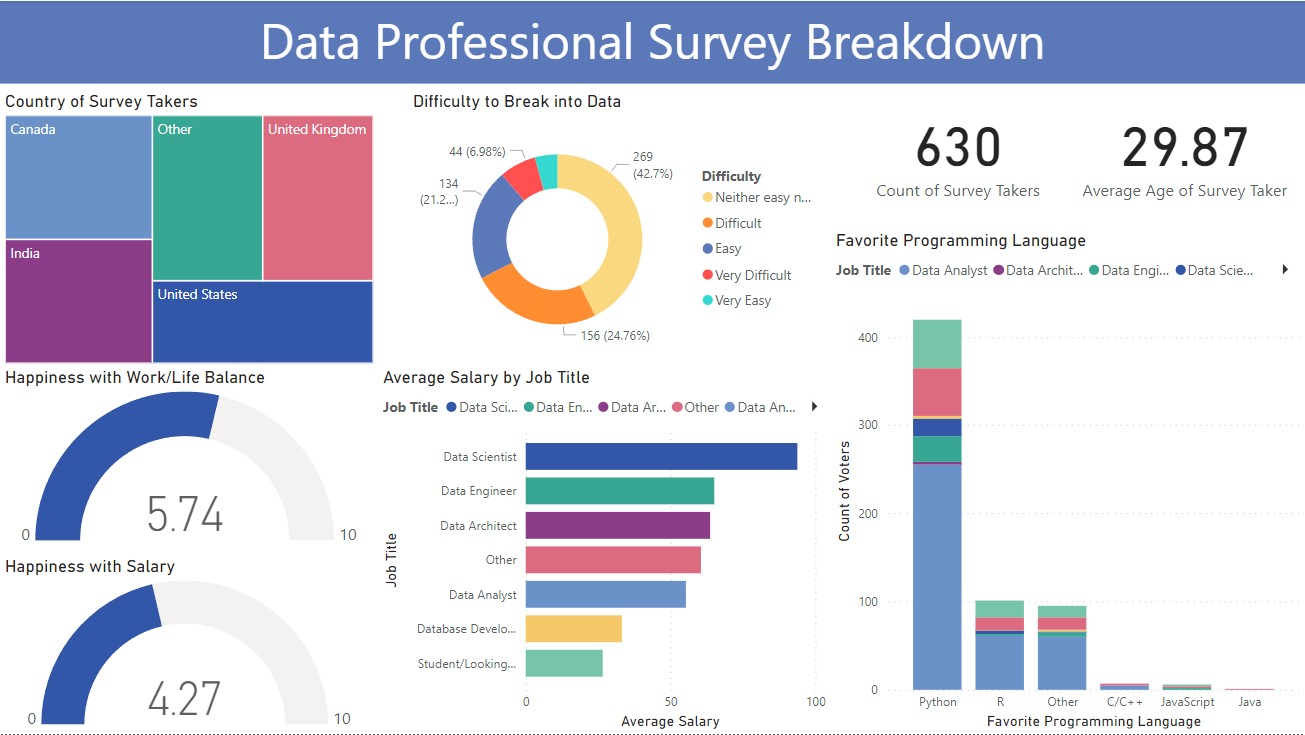 Data Professional Survey Breakdown
Country of Survey Takers
Canada
Other
United Kingdom
India
United States
Difficulty to Break into Data
44 (6.98%)
269
(42.7%)
134
(21.2...)
156 (24.76%)
Difficulty
Neither easy n...
Difficult
Easy
Very Difficult
Very Easy
630
Count of Survey Takers
29.87
Average Age of Survey Taker
Happiness with Work/Life Balance
5.74
0
10
Happiness with Salary
4.27
0
10
Average Salary by Job Title
Job Title Data Sci... Data En... Data Ar... Other Data An...
Job Title
Data Scientist
Data Engineer
Data Architect
Other
Data Analyst
Database Develo...
Student/Looking...
0 50 100
Average Salary
Favorite Programming Language
Job Title Data Analyst Data Archit... Data Engi... Data Scie...
Count of Voters
400
300
200
100
0
Python R Other C/C++ JavaScript Java
Favorite Programming Language